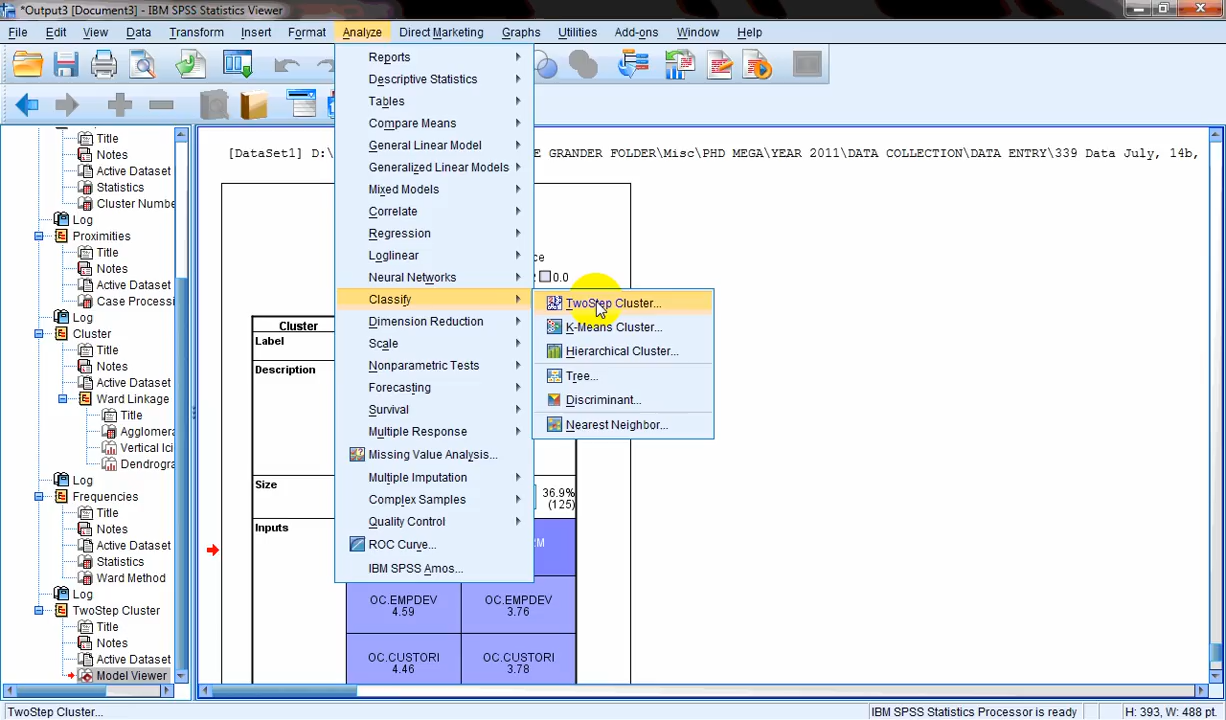 *Output3 [Document3] - IBM SPSS Statistics Viewer
File Edit View Data Transform Insert Format Analyze Direct Marketing Graphs Utilities Add-ons Window Help
Title
Notes
Active Dataset
Statistics
Cluster Numbe
Log
Proximities
Title
Notes
Active Dataset
Case Processi
Log
Cluster
Title
Notes
Active Dataset
Ward Linkage
Title
Agglomera
Vertical Ici
Dendrogra
Log
Frequencies
Title
Notes
Active Dataset
Statistics
Ward Method
Log
TwoStep Cluster
Title
Notes
Active Dataset
Model Viewer
Reports
Descriptive Statistics
Tables
Compare Means
General Linear Model
Generalized Linear Models
Mixed Models
Correlate
Regression
Loglinear
Neural Networks
Classify
Dimension Reduction
Scale
Nonparametric Tests
Forecasting
Survival
Multiple Response
Missing Value Analysis...
Multiple Imputation
Complex Samples
Quality Control
ROC Curve...
IBM SPSS Amos...
TwoStep Cluster...
K-Means Cluster...
Hierarchical Cluster...
Tree...
Discriminant...
Nearest Neighbor...
[DataSet1] D:\ E GRANDER FOLDER\Misc\PHD MEGA\YEAR 2011\DATA COLLECTION\DATA ENTRY\339 Data July, 14b,
ce
0.0
Cluster
Label
Description
Size
36.9%
(125)
Inputs
RM
OC.EMPDEV OC.EMPDEV
4.59 3.76
OC.CUSTORI OC.CUSTORI
4.46 3.78
TwoStep Cluster... IBM SPSS Statistics Processor is ready H: 393, W: 488 pt.